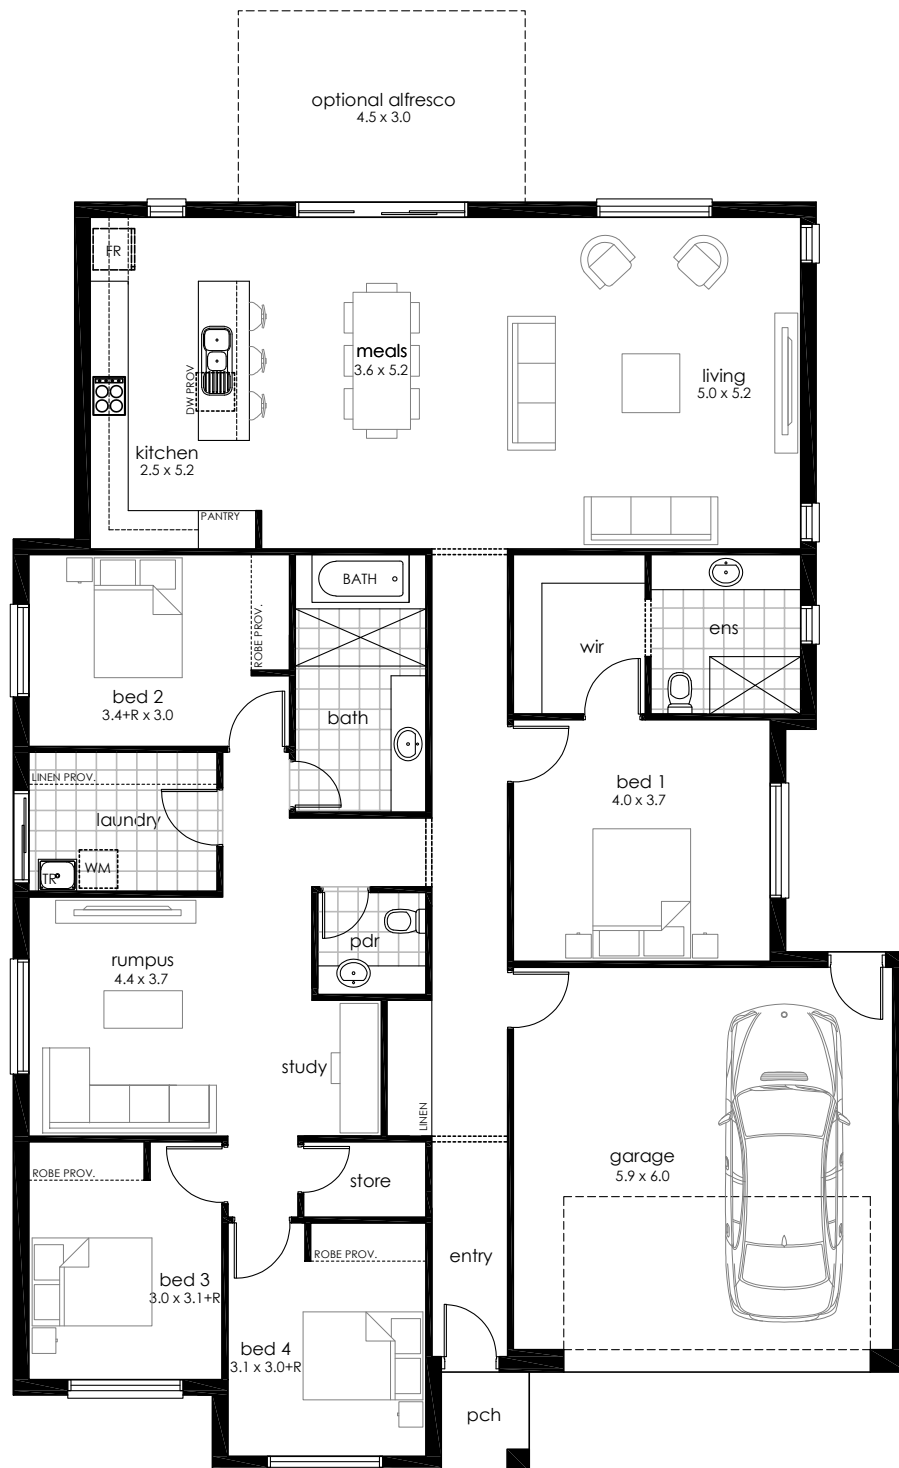 optional alfresco
4.5 x 3.0
FR
DW PROV
meals
3.6 x 5.2
living
5.0 x 5.2
kitchen
2.5 x 5.2
PANTRY
BATH
ROBE PROV.
ens
wir
bed 2
3.4+R x 3.0
bath
LINEN PROV.
bed 1
4.0 x 3.7
laundry
TR
WM
pdr
rumpus
4.4 x 3.7
study
LINEN
garage
5.9 x 6.0
ROBE PROV.
store
entry
ROBE PROV.
bed 3
3.0 x 3.1+R
bed 4
3.1 x 3.0+R
pch